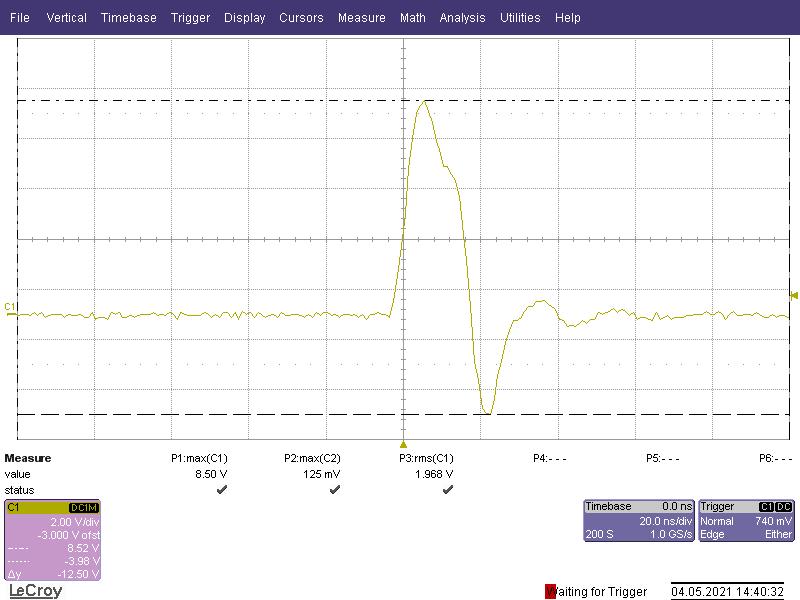 File Vertical Timebase Trigger Display Cursors Measure Math Analysis Utilities Help
C1
Measure P1:max(C1) P2:max(C2) P3:rms(C1) P4:- - - P5:- - - P6:- - -
value 8.50 V 125 mV 1.968 V
status
C1 DC1M
2.00 V/div
-3.000 V ofst
8.52 V
-3.98 V
Δy -12.50 V
Timebase 0.0 ns
20.0 ns/div
200 S 1.0 GS/s
Trigger C1 DC
Normal 740 mV
Edge Either
LeCroy
Waiting for Trigger
04.05.2021 14:40:32